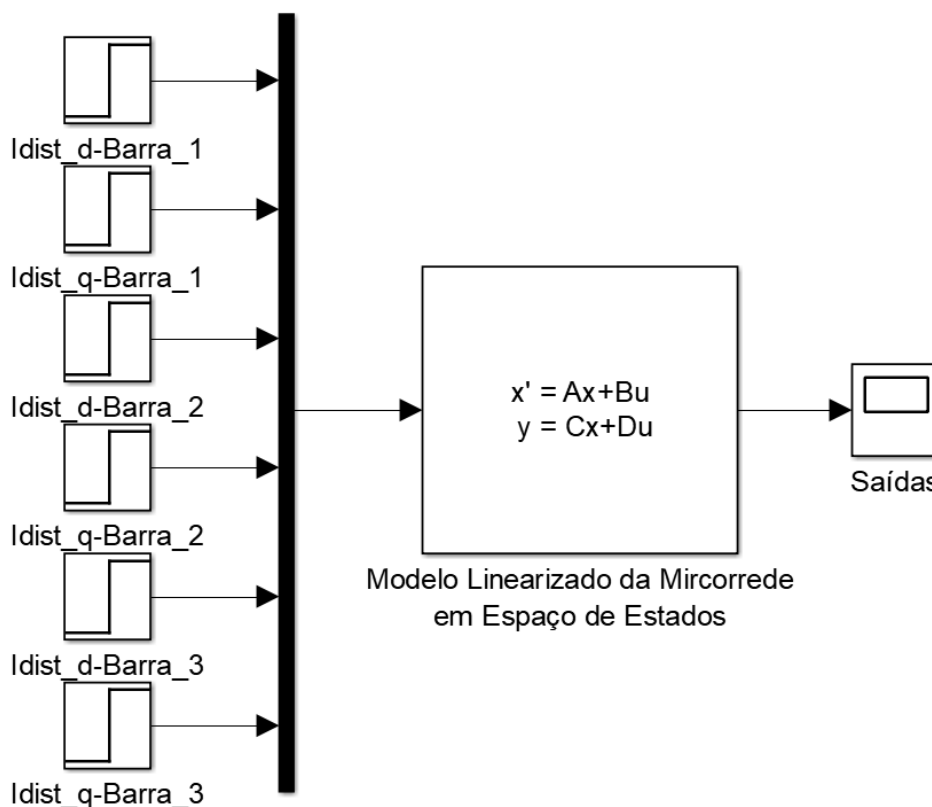 Idist_d-Barra_1
Idist_q-Barra_1
Idist_d-Barra_2
Idist_q-Barra_2
Idist_d-Barra_3
Idist_q-Barra_3
x' = Ax+Bu
y = Cx+Du
Modelo Linearizado da Mircorrede
em Espaço de Estados
Saídas